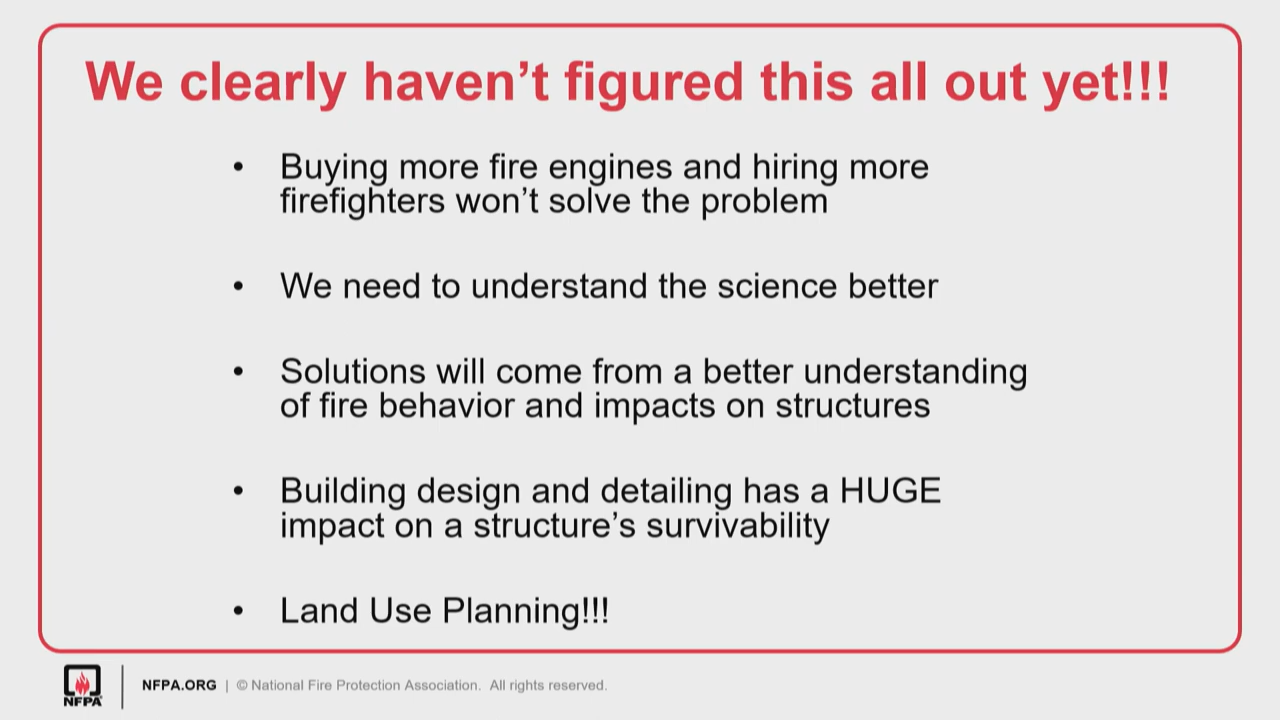 We clearly haven’t figured this all out yet!!!
• Buying more fire engines and hiring more
firefighters won’t solve the problem
• We need to understand the science better
• Solutions will come from a better understanding
of fire behavior and impacts on structures
• Building design and detailing has a HUGE
impact on a structure’s survivability
• Land Use Planning!!!
NFPA
NFPA.ORG | © National Fire Protection Association. All rights reserved.